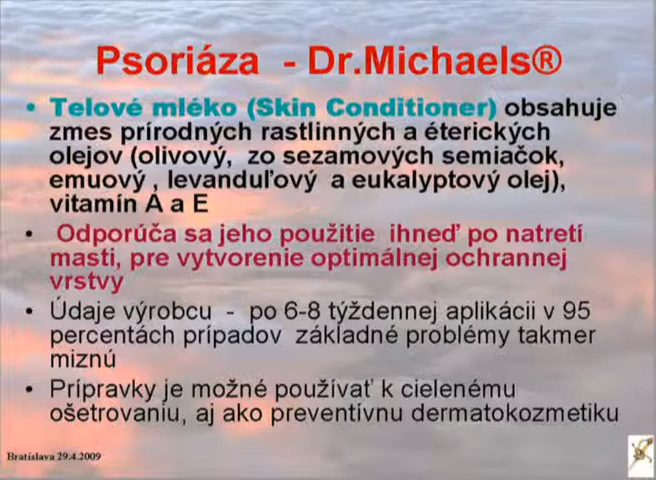 Psoriáza - Dr.Michaels®
• Telové mléko (Skin Conditioner) obsahuje
zmes prírodných rastlinných a éterických
olejov (olivový, zo sezamových semiačok,
emuový , levanduľový a eukalyptový olej),
vitamín A a E
• Odporúča sa jeho použitie ihneď po natretí
masti, pre vytvorenie optimálnej ochrannej
vrstvy
• Údaje výrobcu - po 6-8 týždennej aplikácii v 95
percentách prípadov základné problémy takmer
miznú
• Prípravky je možné používať k cielenému
ošetrovaniu, aj ako preventívnu dermatokozmetiku
Bratislava 29.4.2009